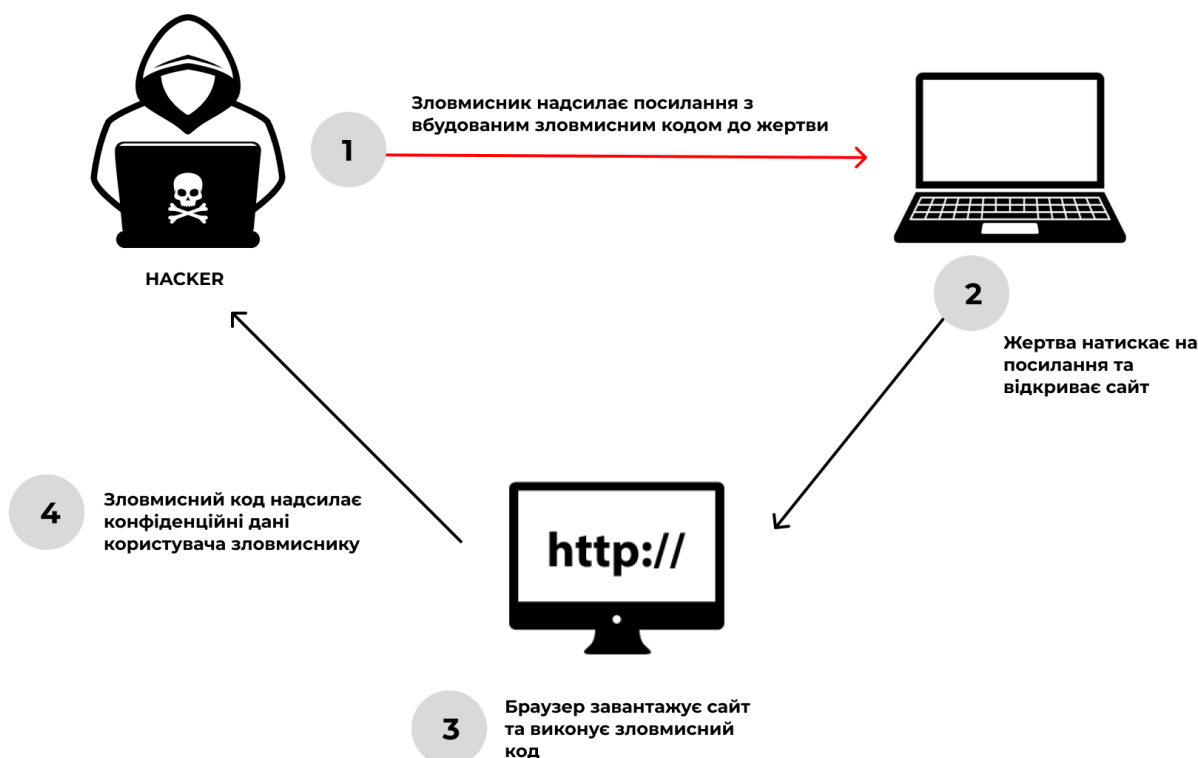 1
Зловмисник надсилає посилання з
вбудованим зловмисним кодом до жертви
HACKER
2
Жертва натискає на
посилання та
відкриває сайт
http://
3
Браузер завантажує сайт
та виконує зловмисний
код
4
Зловмисний код надсилає
конфіденційні дані
користувача зловмиснику